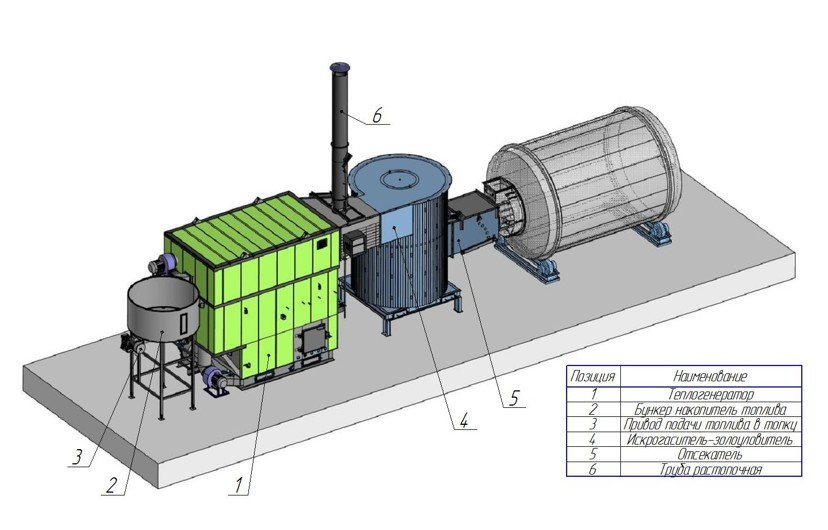 6
3
2
1
4
5
Позиция Наименование
1 Теплогенератор
2 Бункер накопитель топлива
3 Привод подачи топлива в топку
4 Искрогаситель-золоуловитель
5 Отсекатель
6 Труба растопочная